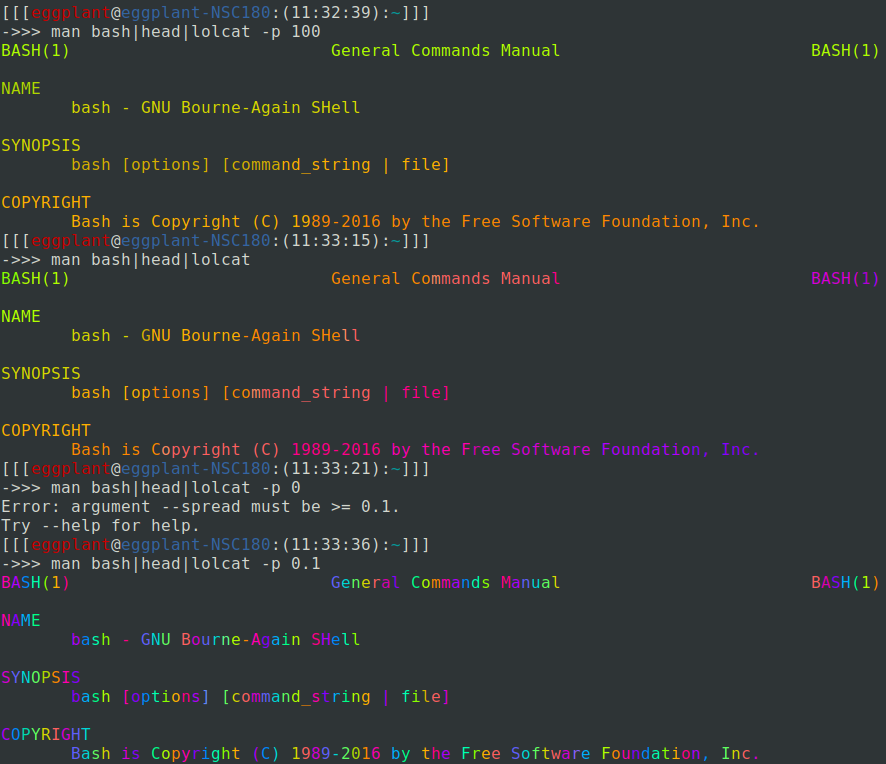 [[[eggplant@eggplant-NSC180:(11:32:39):~]]]
->>> man bash|head|lolcat -p 100
BASH(1)                          General Commands Manual                         BASH(1)
NAME
       bash - GNU Bourne-Again SHell
SYNOPSIS
       bash [options] [command_string | file]
COPYRIGHT
       Bash is Copyright (C) 1989-2016 by the Free Software Foundation, Inc.
[[[eggplant@eggplant-NSC180:(11:33:15):~]]]
->>> man bash|head|lolcat
BASH(1)                          General Commands Manual                         BASH(1)
NAME
       bash - GNU Bourne-Again SHell
SYNOPSIS
       bash [options] [command_string | file]
COPYRIGHT
       Bash is Copyright (C) 1989-2016 by the Free Software Foundation, Inc.
[[[eggplant@eggplant-NSC180:(11:33:21):~]]]
->>> man bash|head|lolcat -p 0
Error: argument --spread must be >= 0.1.
Try --help for help.
[[[eggplant@eggplant-NSC180:(11:33:36):~]]]
->>> man bash|head|lolcat -p 0.1
BASH(1)                          General Commands Manual                         BASH(1)
NAME
       bash - GNU Bourne-Again SHell
SYNOPSIS
       bash [options] [command_string | file]
COPYRIGHT
       Bash is Copyright (C) 1989-2016 by the Free Software Foundation, Inc.